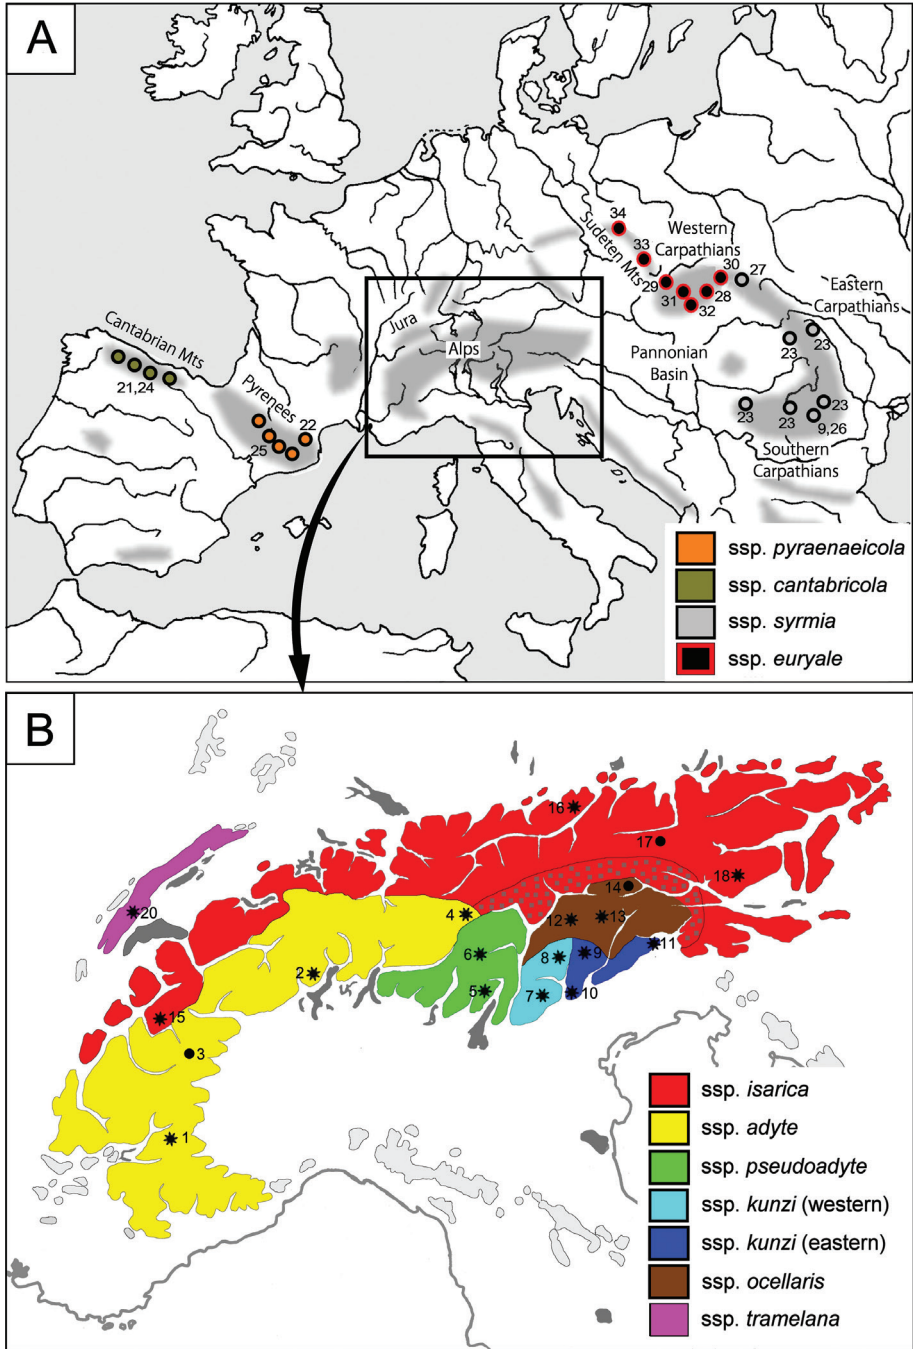 A
34
Sudeten Mts
Western
Carpathians
33
30
27
29
31
28
32
Eastern
Carpathians
Jura
Alps
Cantabrian Mts
23
23
Pannonian
Basin
21,24
Pyrenees
22
25
23
23
23
9,26
Southern
Carpathians
ssp. pyraenaeicola
ssp. cantabricola
ssp. syrmia
ssp. euryale
B
16
17
18
14
20
4
12
13
11
6
8
9
2
5
7
10
15
3
1
ssp. isarica
ssp. adyte
ssp. pseudoadyte
ssp. kunzi (western)
ssp. kunzi (eastern)
ssp. ocellaris
ssp. tramelana